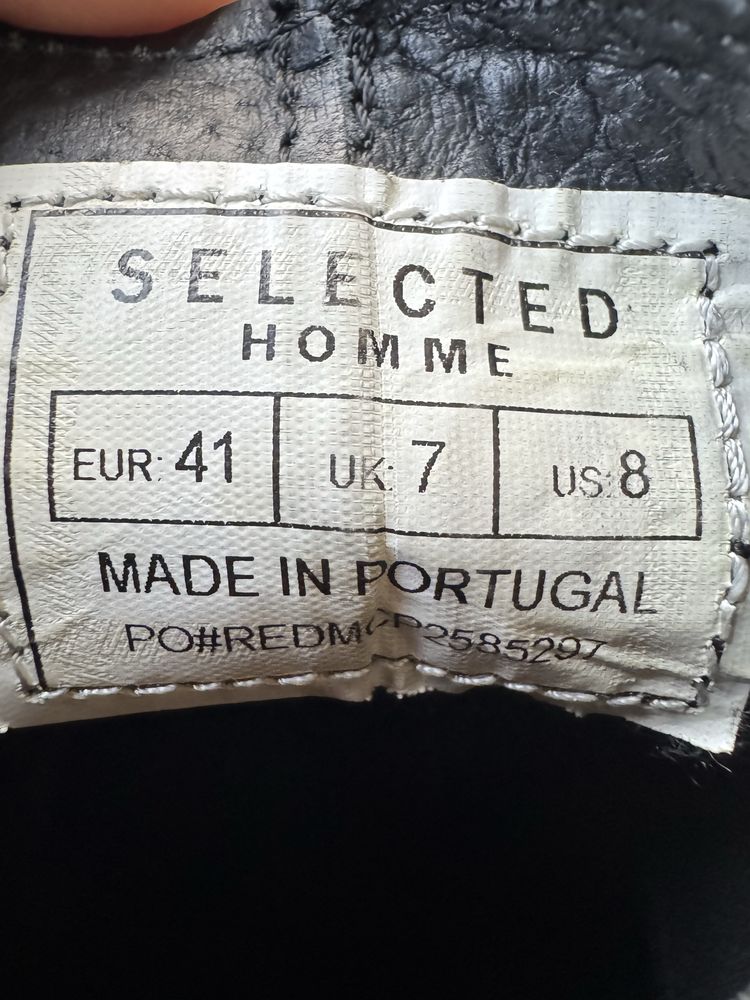 SELECTED
HOMME
EUR: 41 UK: 7 US: 8
MADE IN PORTUGAL